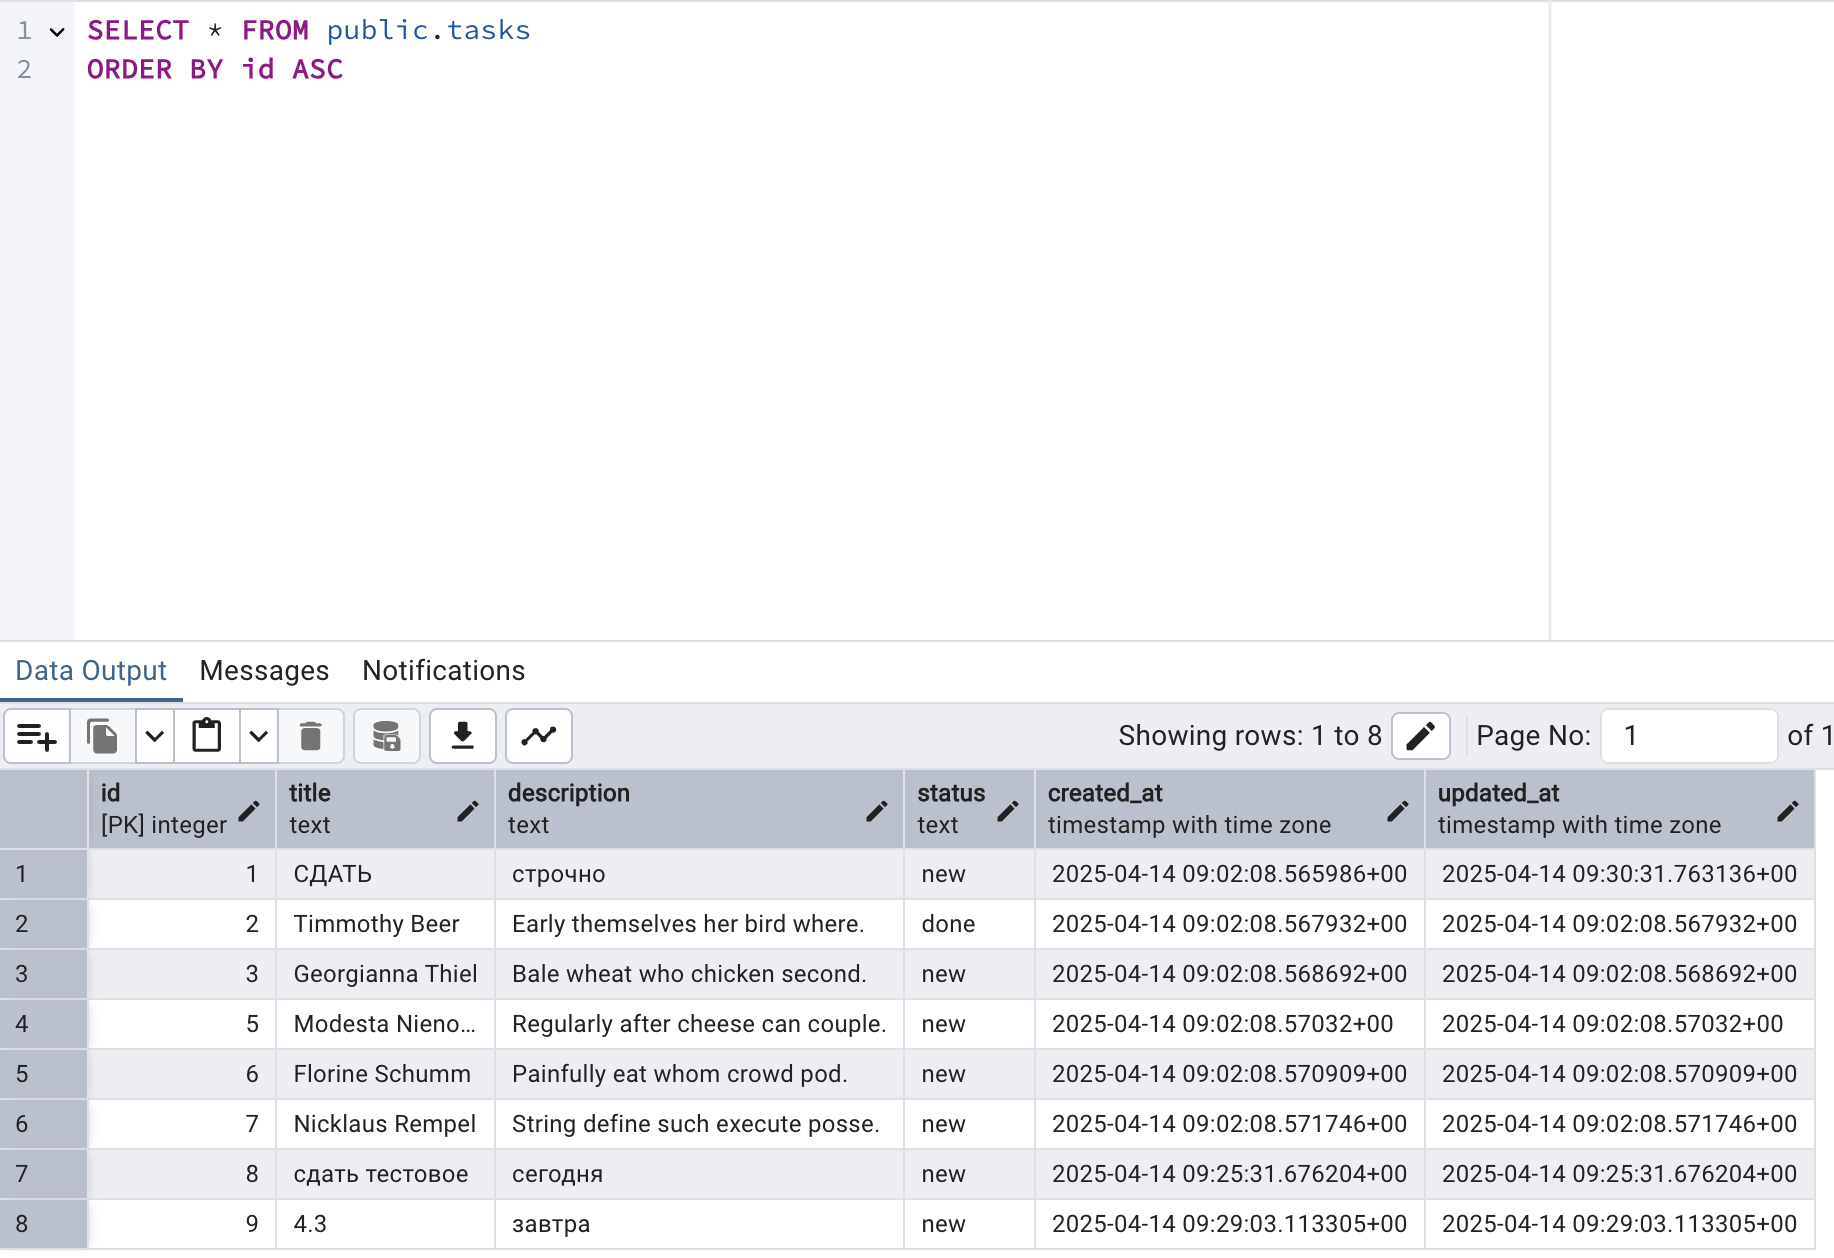 1 SELECT * FROM public.tasks
2 ORDER BY id ASC
Data Output Messages Notifications
Showing rows: 1 to 8 Page No: 1 of 1
id title description status created_at updated_at
[PK] integer text text text timestamp with time zone timestamp with time zone
1 1 СДАТЬ строчно new 2025-04-14 09:02:08.565986+00 2025-04-14 09:30:31.763136+00
2 2 Timmothy Beer Early themselves her bird where. done 2025-04-14 09:02:08.567932+00 2025-04-14 09:02:08.567932+00
3 3 Georgianna Thiel Bale wheat who chicken second. new 2025-04-14 09:02:08.568692+00 2025-04-14 09:02:08.568692+00
4 5 Modesta Nieno... Regularly after cheese can couple. new 2025-04-14 09:02:08.57032+00 2025-04-14 09:02:08.57032+00
5 6 Florine Schumm Painfully eat whom crowd pod. new 2025-04-14 09:02:08.570909+00 2025-04-14 09:02:08.570909+00
6 7 Nicklaus Rempel String define such execute posse. new 2025-04-14 09:02:08.571746+00 2025-04-14 09:02:08.571746+00
7 8 сдать тестовое сегодня new 2025-04-14 09:25:31.676204+00 2025-04-14 09:25:31.676204+00
8 9 4.3 завтра new 2025-04-14 09:29:03.113305+00 2025-04-14 09:29:03.113305+00